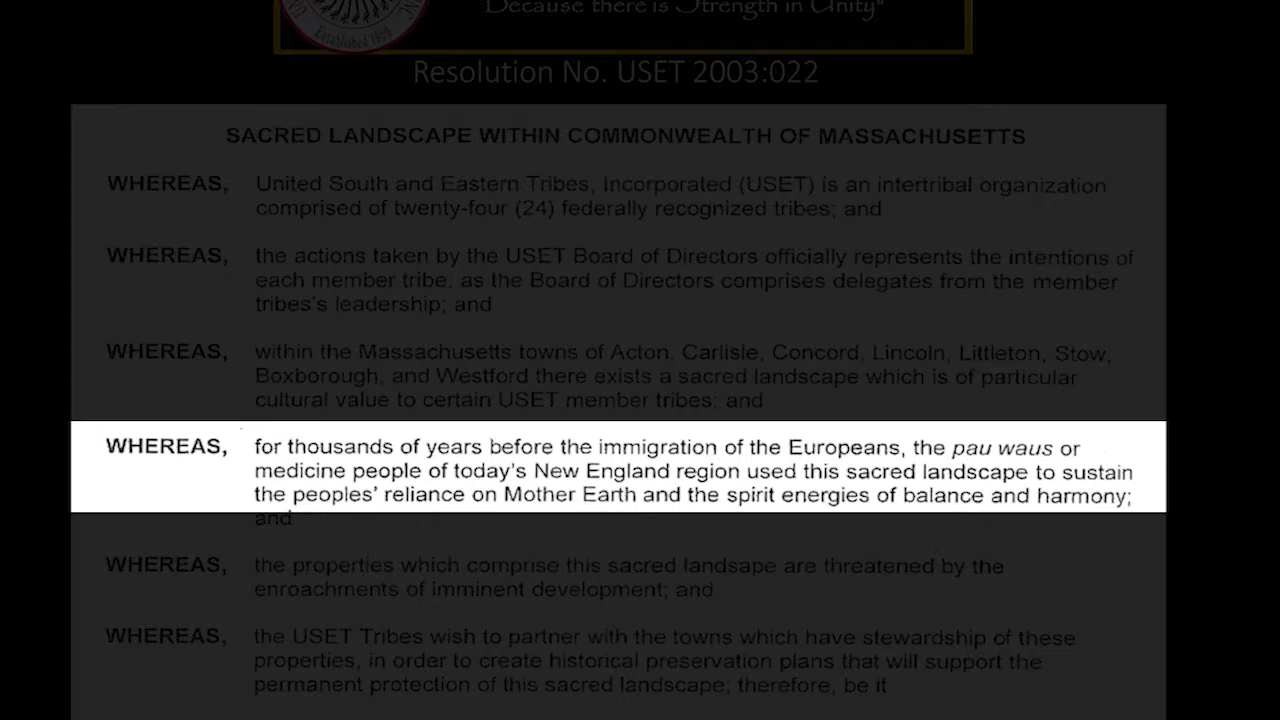 Because there is Strength in Unity"
Established 1969
Resolution No. USET 2003:022
SACRED LANDSCAPE WITHIN COMMONWEALTH OF MASSACHUSETTS
WHEREAS, United South and Eastern Tribes, Incorporated (USET) is an intertribal organization
comprised of twenty-four (24) federally recognized tribes; and
WHEREAS, the actions taken by the USET Board of Directors officially represents the intentions of
each member tribe, as the Board of Directors comprises delegates from the member
tribes's leadership; and
WHEREAS, within the Massachusetts towns of Acton, Carlisle, Concord, Lincoln, Littleton, Stow,
Boxborough, and Westford there exists a sacred landscape which is of particular
cultural value to certain USET member tribes; and
WHEREAS, for thousands of years before the immigration of the Europeans, the pau waus or
medicine people of today's New England region used this sacred landscape to sustain
the peoples' reliance on Mother Earth and the spirit energies of balance and harmony;
and
WHEREAS, the properties which comprise this sacred landsape are threatened by the
enroachments of imminent development; and
WHEREAS, the USET Tribes wish to partner with the towns which have stewardship of these
properties, in order to create historical preservation plans that will support the
permanent protection of this sacred landscape; therefore, be it